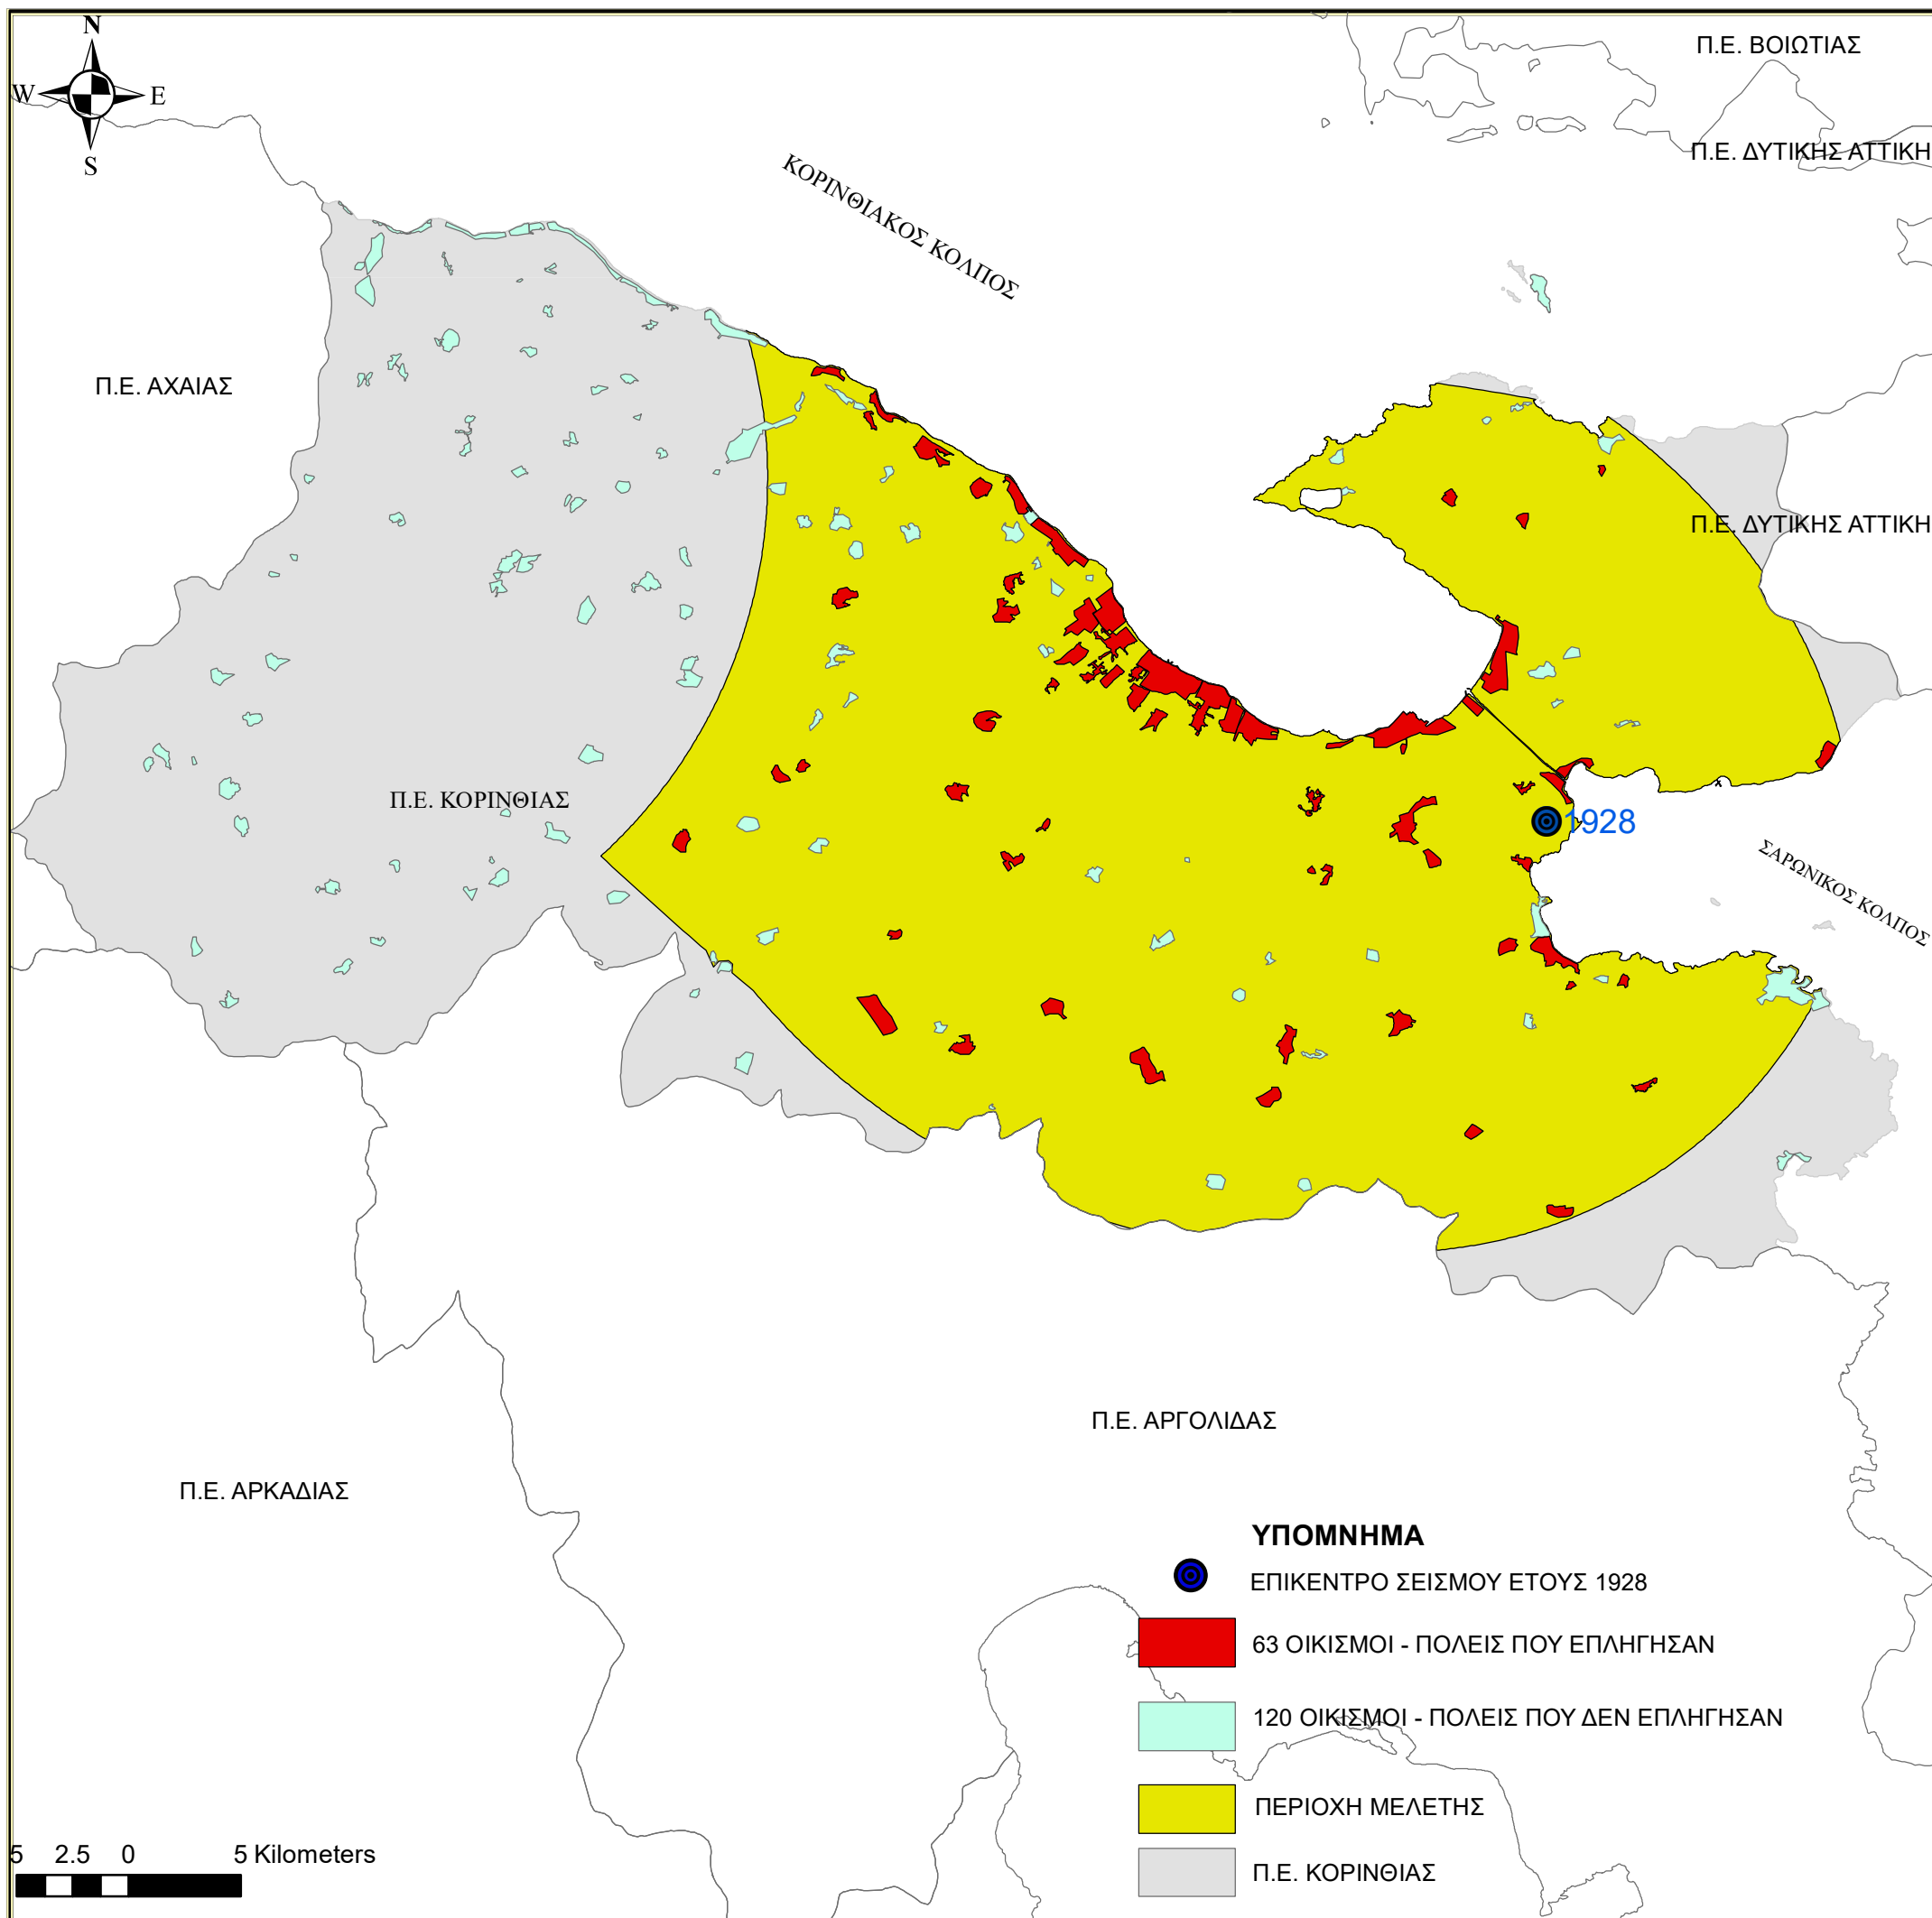 N
W
E
S
Π.Ε. ΒΟΙΩΤΙΑΣ
Π.Ε. ΔΥΤΙΚΗΣ ΑΤΤΙΚΗ
ΚΟΡΙΝΘΙΑΚΟΣ ΚΟΛΠΟΣ
Π.Ε. ΑΧΑΙΑΣ
Π.Ε. ΔΥΤΙΚΗΣ ΑΤΤΙΚΗ
Π.Ε. ΚΟΡΙΝΘΙΑΣ
1928
ΣΑΡΩΝΙΚΟΣ ΚΟΛΠΟΣ
Π.Ε. ΑΡΓΟΛΙΔΑΣ
Π.Ε. ΑΡΚΑΔΙΑΣ
ΥΠΟΜΝΗΜΑ
ΕΠΙΚΕΝΤΡΟ ΣΕΙΣΜΟΥ ΕΤΟΥΣ 1928
63 ΟΙΚΙΣΜΟΙ - ΠΟΛΕΙΣ ΠΟΥ ΕΠΛΗΓΗΣΑΝ
120 ΟΙΚΙΣΜΟΙ - ΠΟΛΕΙΣ ΠΟΥ ΔΕΝ ΕΠΛΗΓΗΣΑΝ
ΠΕΡΙΟΧΗ ΜΕΛΕΤΗΣ
Π.Ε. ΚΟΡΙΝΘΙΑΣ
5 2.5 0 5 Kilometers